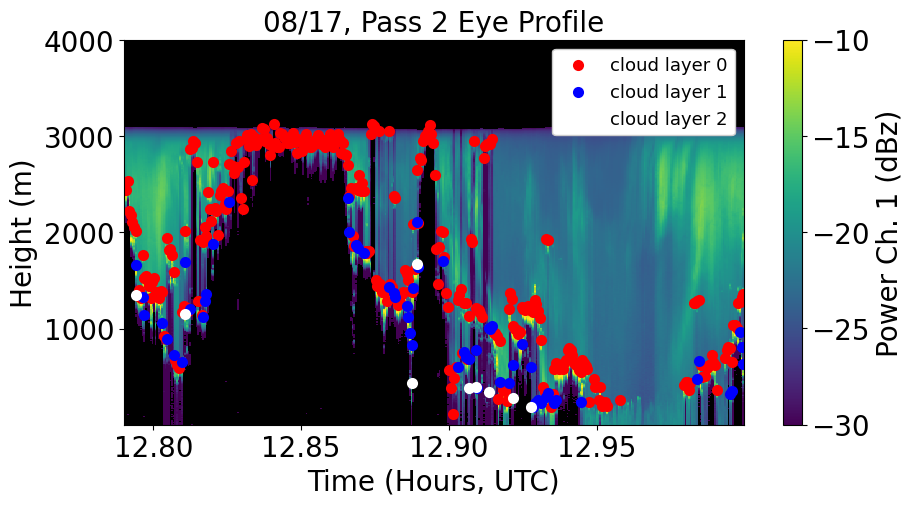 08/17, Pass 2 Eye Profile
4000
3000
2000
1000
Height (m)
cloud layer 0
cloud layer 1
cloud layer 2
12.80
12.85
12.90
12.95
Time (Hours, UTC)
−10
−15
−20
−25
−30
Power Ch. 1 (dBz)